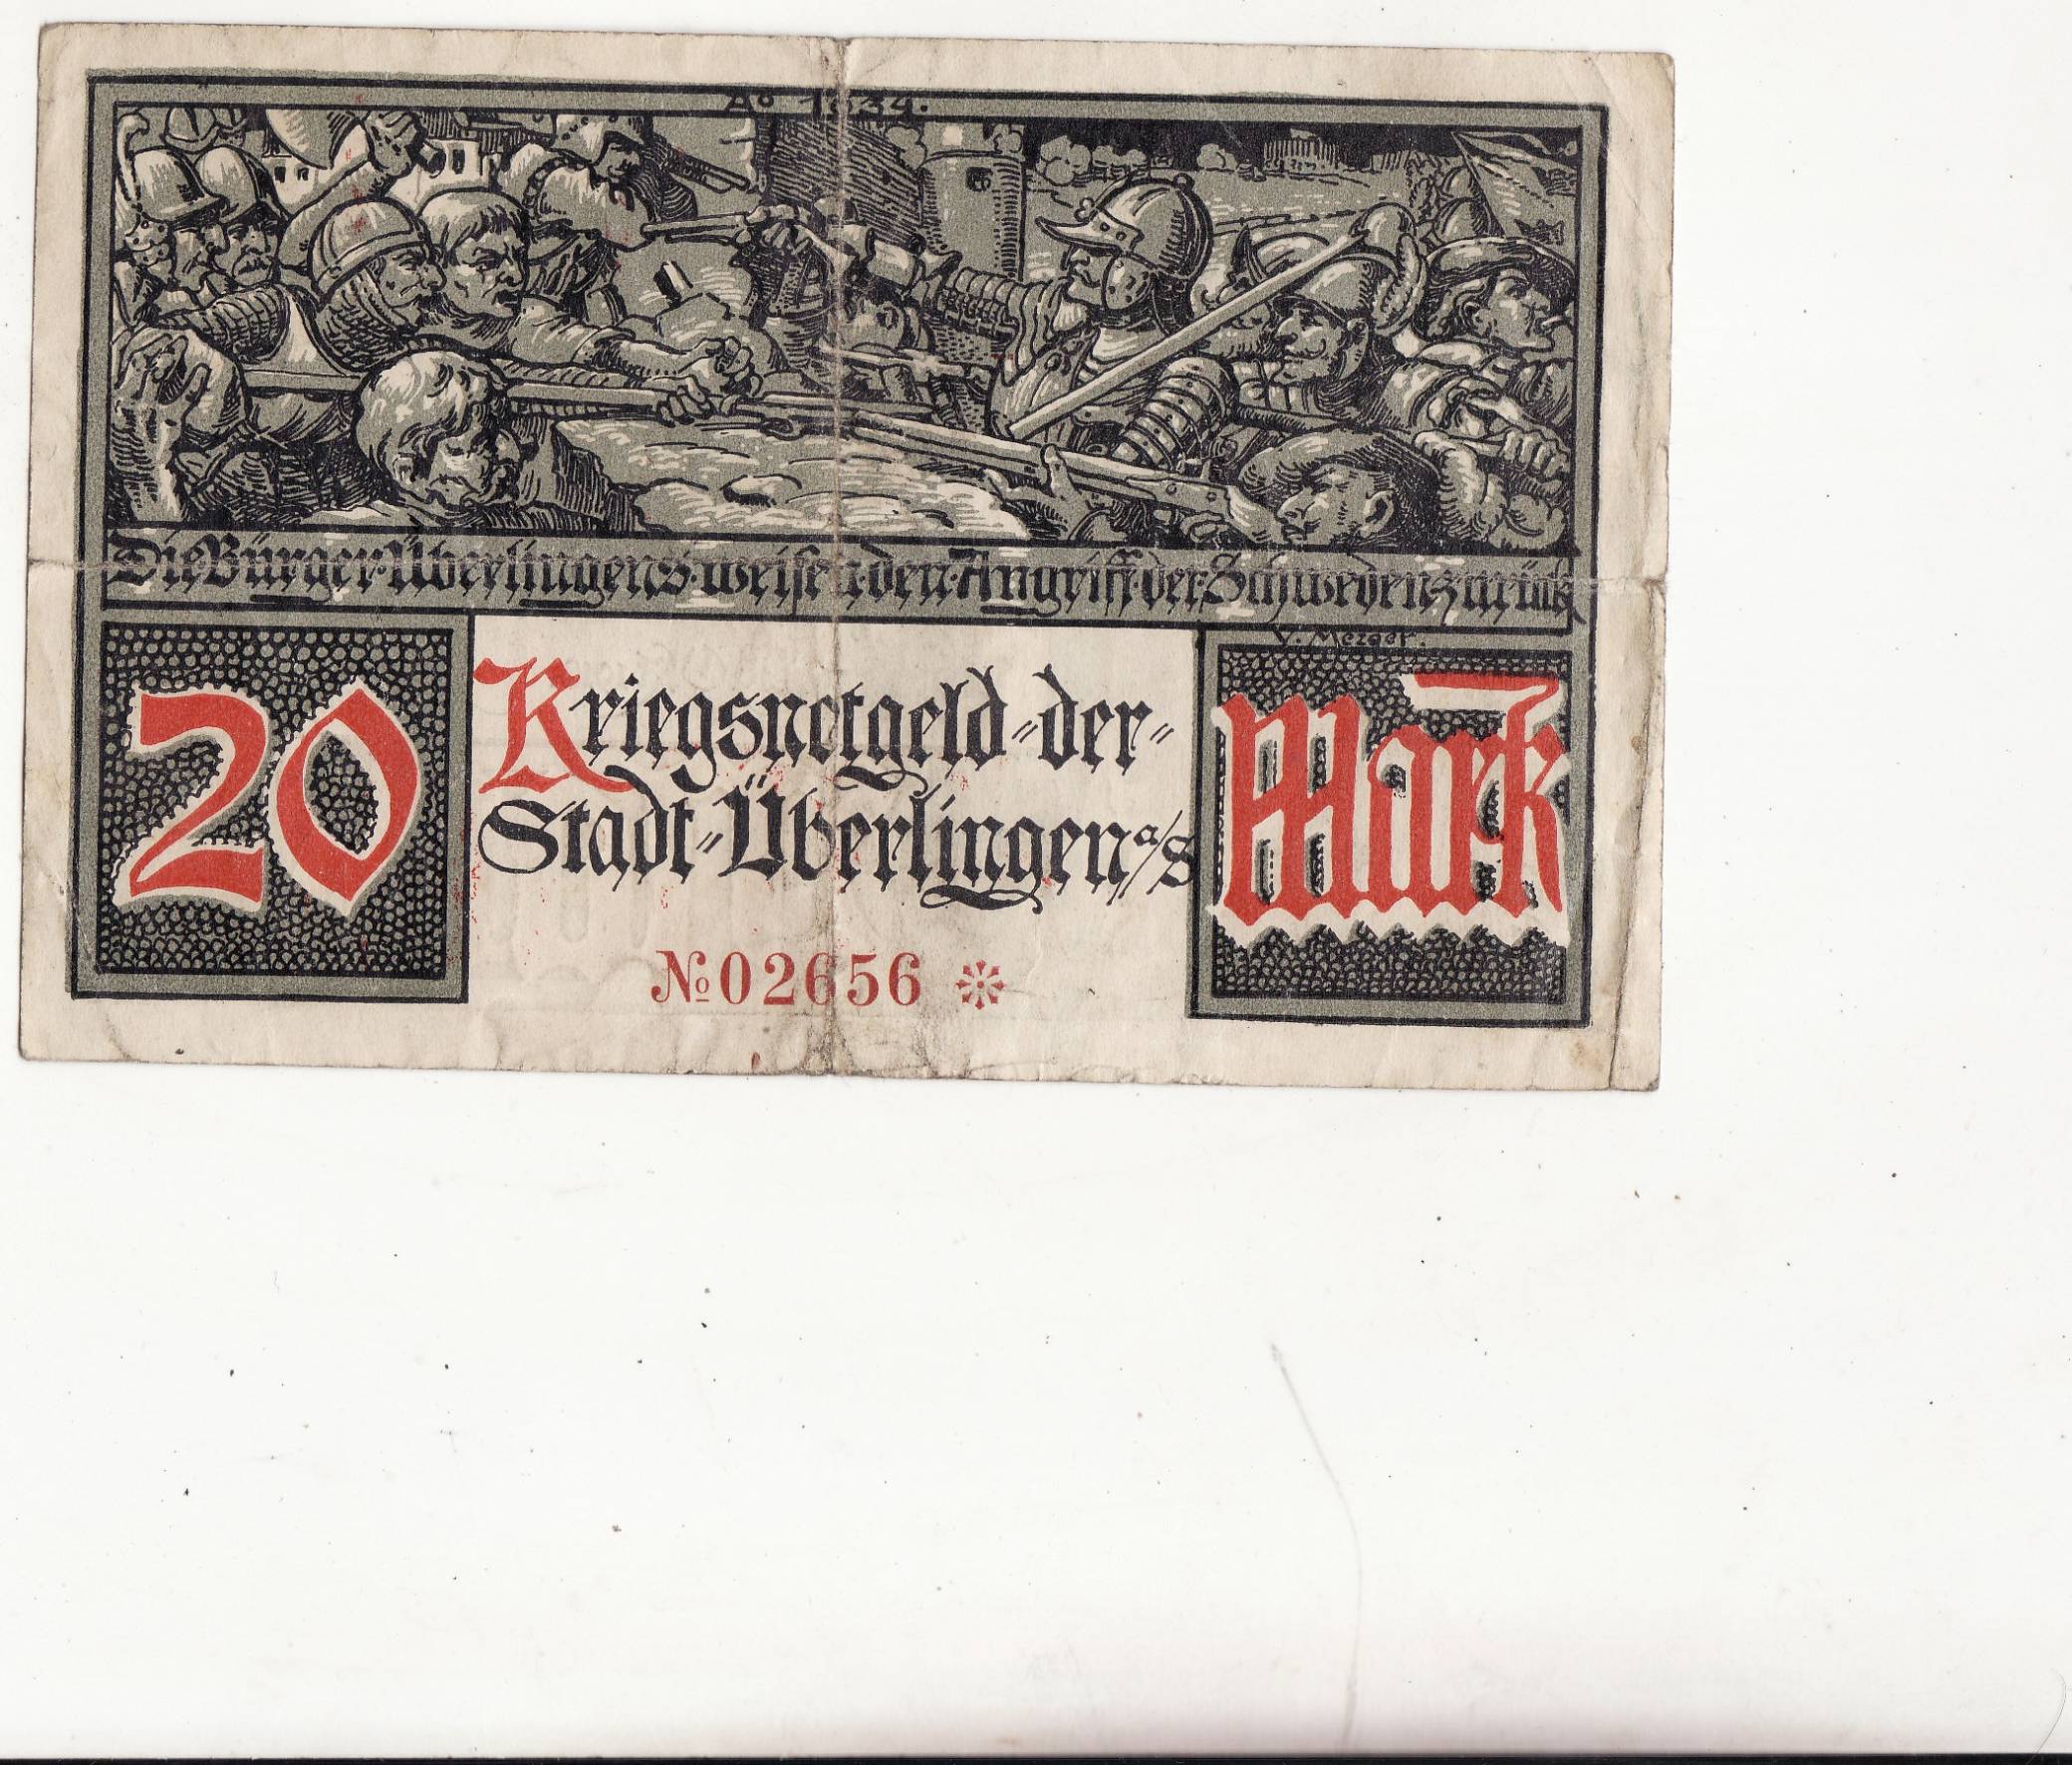 Aº 1634.
Die Bürger Überlingens weisen den Angriff der Schweden zurück
V. Mezger.
20
Kriegsnotgeld der
Stadt Überlingen a/S
Mark
№ 02656